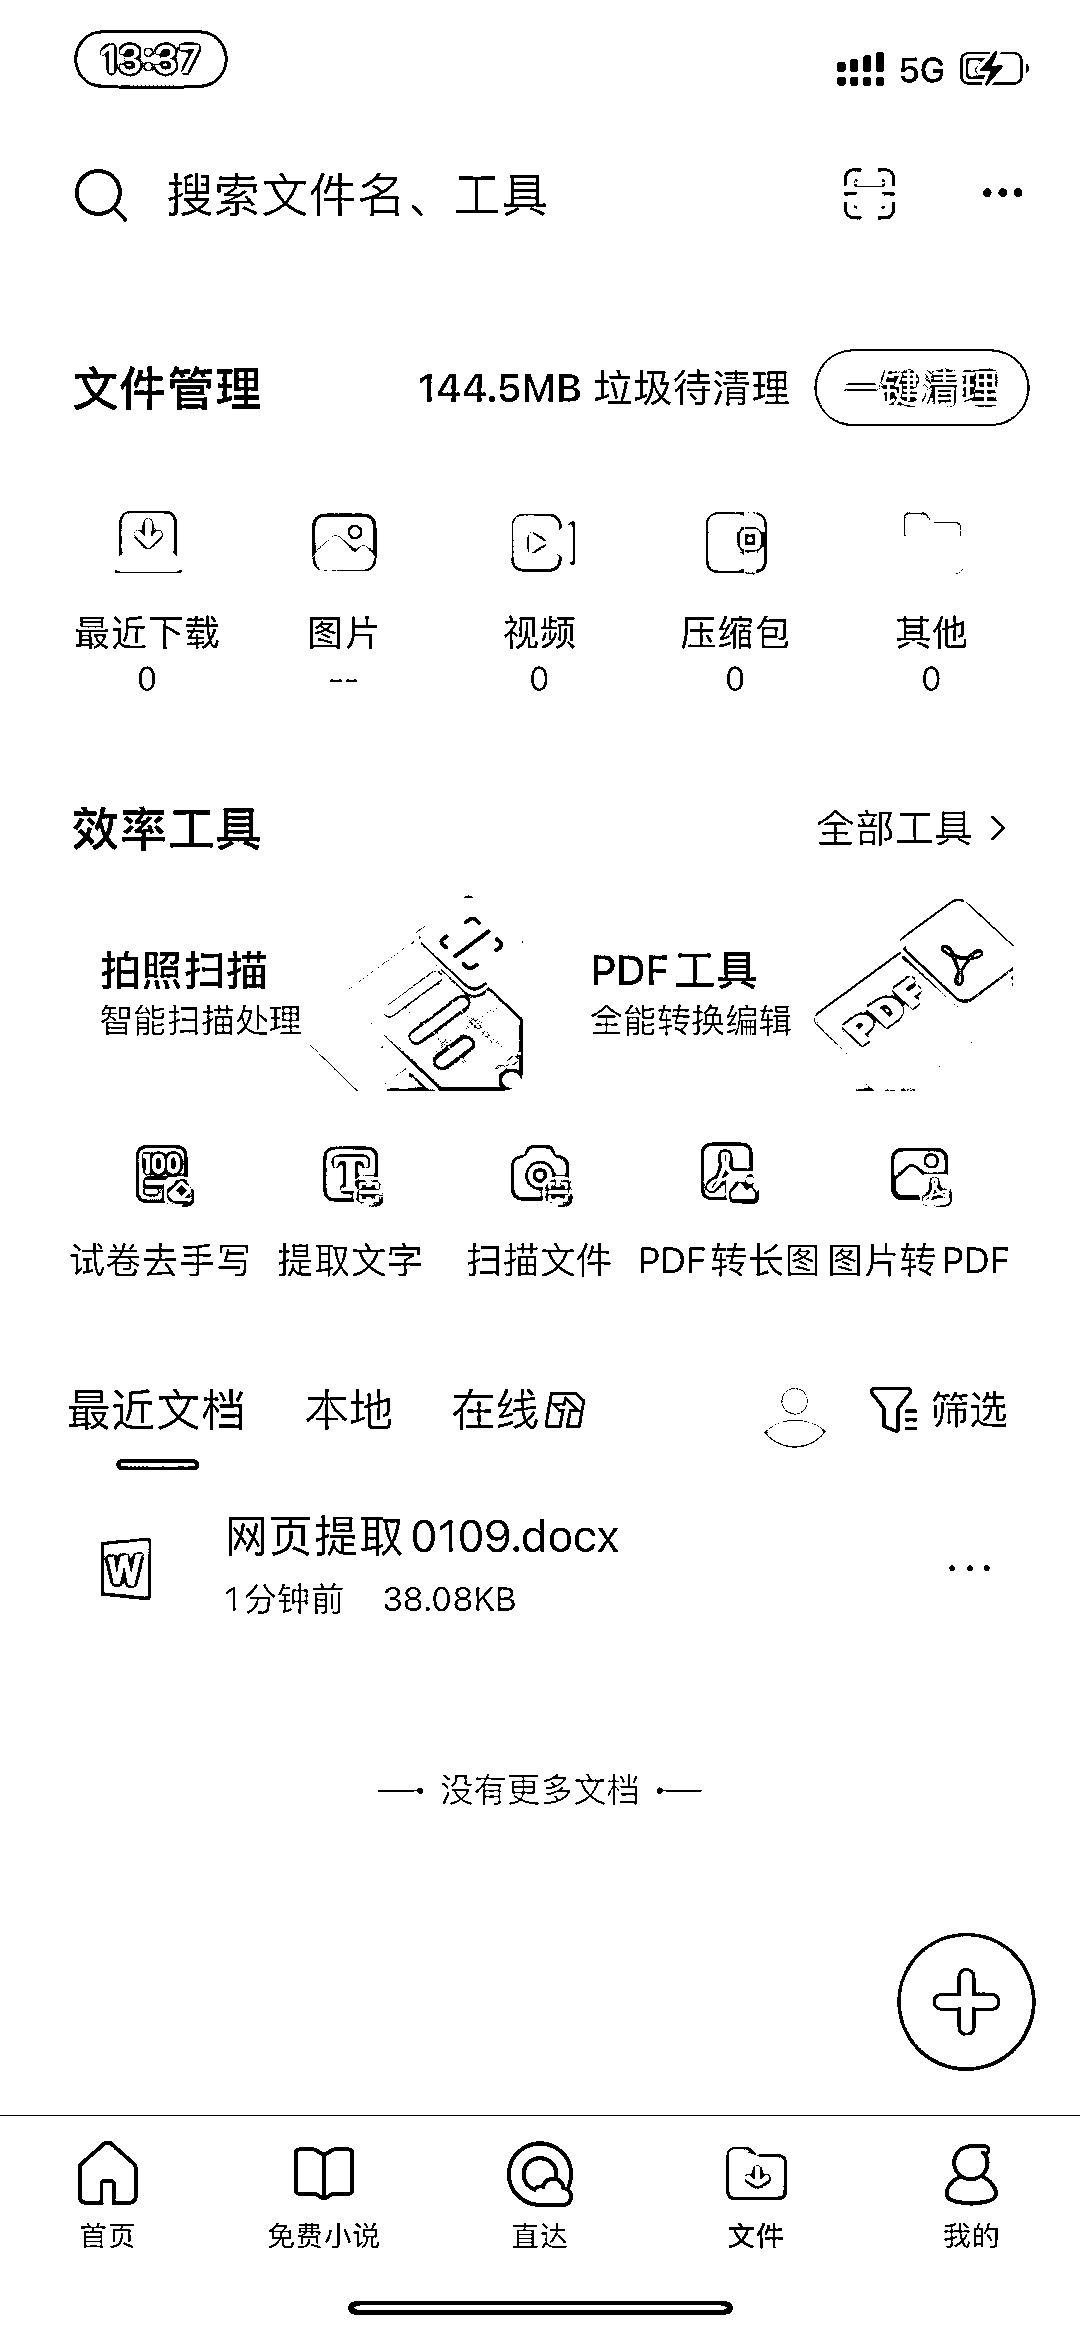 13:37
5G
搜索文件名、工具
文件管理
144.5MB 垃圾待清理
一键清理
最近下载 图片 视频 压缩包 其他
0 -- 0 0 0
效率工具
全部工具
拍照扫描
智能扫描处理
PDF工具
全能转换编辑
PDF
100
T
试卷去手写 提取文字 扫描文件 PDF转长图 图片转PDF
最近文档 本地 在线 筛选
W
网页提取0109.docx
1分钟前 38.08KB
没有更多文档
首页 免费小说 直达 文件 我的